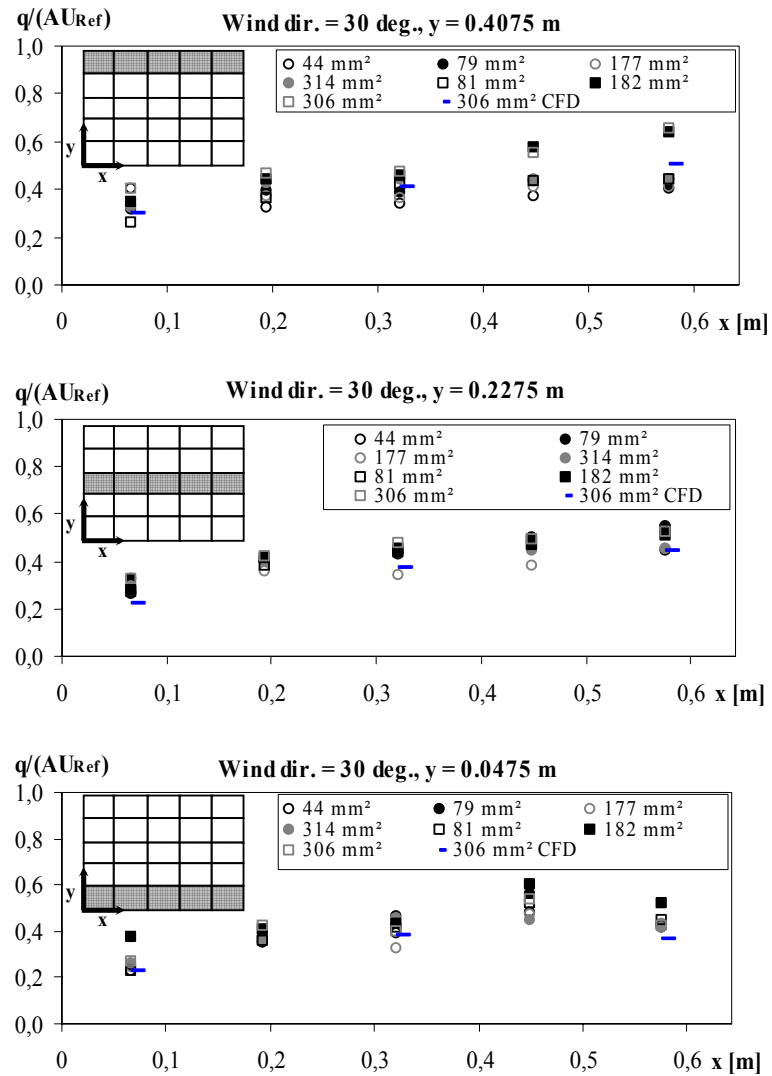 Wind dir. = 30 deg., y = 0.4075 m
q/(AURef)
44 mm² 79 mm² 177 mm²
314 mm² 81 mm² 182 mm²
306 mm² 306 mm² CFD
y
x
1,0
0,8
0,6
0,4
0,2
0,0
0 0,1 0,2 0,3 0,4 0,5 0,6 x [m]
Wind dir. = 30 deg., y = 0.2275 m
q/(AURef)
44 mm² 79 mm²
177 mm² 314 mm²
81 mm² 182 mm²
306 mm² 306 mm² CFD
y
x
1,0
0,8
0,6
0,4
0,2
0,0
0 0,1 0,2 0,3 0,4 0,5 0,6 x [m]
Wind dir. = 30 deg., y = 0.0475 m
q/(AURef)
44 mm² 79 mm² 177 mm²
314 mm² 81 mm² 182 mm²
306 mm² 306 mm² CFD
y
x
1,0
0,8
0,6
0,4
0,2
0,0
0 0,1 0,2 0,3 0,4 0,5 0,6 x [m]